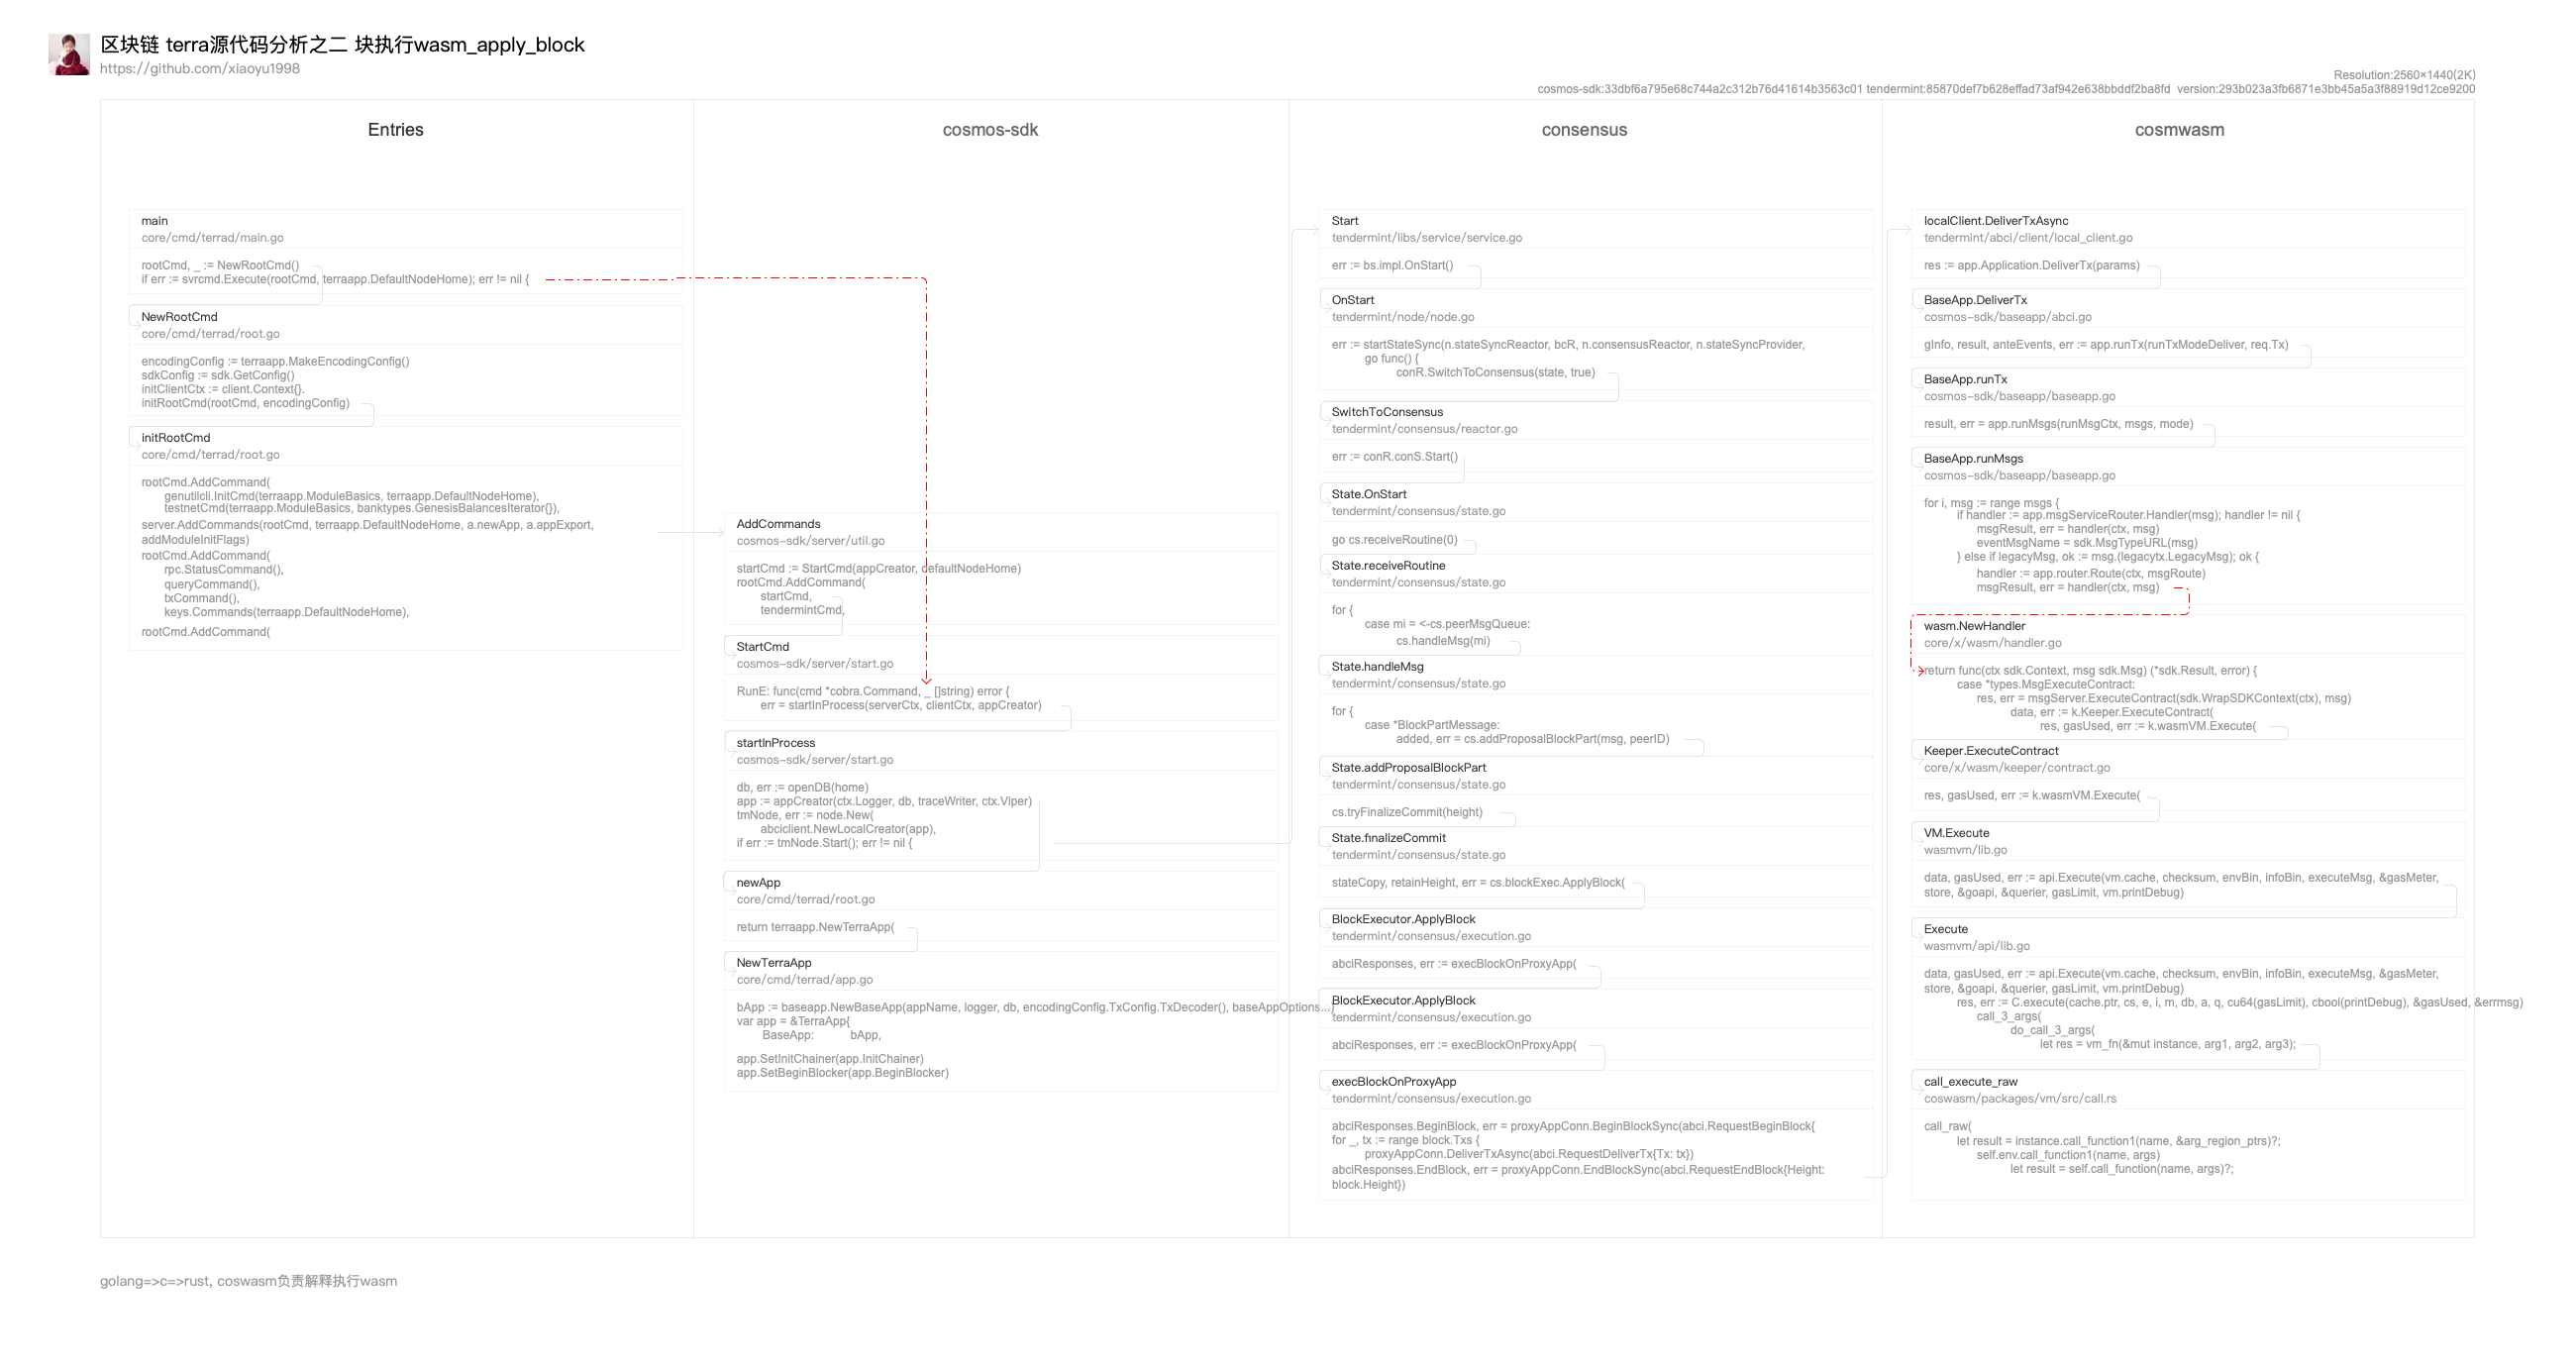 区块链 terra源代码分析之二 块执行wasm_apply_block
https://github.com/xiaoyu1998
Resolution:2560×1440(2K)
cosmos-sdk:33dbf6a795e68c744a2c312b76d41614b3563c01 tendermint:85870def7b628effad73af942e638bbddf2ba8fd version:293b023a3fb6871e3bb45a5a3f88919d12ce9200
Entries
main
core/cmd/terrad/main.go
rootCmd, _ := NewRootCmd()
if err := svrcmd.Execute(rootCmd, terraapp.DefaultNodeHome); err != nil {
NewRootCmd
core/cmd/terrad/root.go
encodingConfig := terraapp.MakeEncodingConfig()
sdkConfig := sdk.GetConfig()
initClientCtx := client.Context{}.
initRootCmd(rootCmd, encodingConfig)
initRootCmd
core/cmd/terrad/root.go
rootCmd.AddCommand(
genutilcli.InitCmd(terraapp.ModuleBasics, terraapp.DefaultNodeHome),
testnetCmd(terraapp.ModuleBasics, banktypes.GenesisBalancesIterator{}),
server.AddCommands(rootCmd, terraapp.DefaultNodeHome, a.newApp, a.appExport,
addModuleInitFlags)
rootCmd.AddCommand(
rpc.StatusCommand(),
queryCommand(),
txCommand(),
keys.Commands(terraapp.DefaultNodeHome),
rootCmd.AddCommand(
cosmos-sdk
AddCommands
cosmos-sdk/server/util.go
startCmd := StartCmd(appCreator, defaultNodeHome)
rootCmd.AddCommand(
startCmd,
tendermintCmd,
StartCmd
cosmos-sdk/server/start.go
RunE: func(cmd *cobra.Command, _ []string) error {
err = startInProcess(serverCtx, clientCtx, appCreator)
startInProcess
cosmos-sdk/server/start.go
db, err := openDB(home)
app := appCreator(ctx.Logger, db, traceWriter, ctx.Viper)
tmNode, err := node.New(
abciclient.NewLocalCreator(app),
if err := tmNode.Start(); err != nil {
newApp
core/cmd/terrad/root.go
return terraapp.NewTerraApp(
NewTerraApp
core/cmd/terrad/app.go
bApp := baseapp.NewBaseApp(appName, logger, db, encodingConfig.TxConfig.TxDecoder(), baseAppOptions...)
var app = &TerraApp{
BaseApp: bApp,
app.SetInitChainer(app.InitChainer)
app.SetBeginBlocker(app.BeginBlocker)
consensus
Start
tendermint/libs/service/service.go
err := bs.impl.OnStart()
OnStart
tendermint/node/node.go
err := startStateSync(n.stateSyncReactor, bcR, n.consensusReactor, n.stateSyncProvider,
go func() {
conR.SwitchToConsensus(state, true)
SwitchToConsensus
tendermint/consensus/reactor.go
err := conR.conS.Start()
State.OnStart
tendermint/consensus/state.go
go cs.receiveRoutine(0)
State.receiveRoutine
tendermint/consensus/state.go
for {
case mi = <-cs.peerMsgQueue:
cs.handleMsg(mi)
State.handleMsg
tendermint/consensus/state.go
for {
case *BlockPartMessage:
added, err = cs.addProposalBlockPart(msg, peerID)
State.addProposalBlockPart
tendermint/consensus/state.go
cs.tryFinalizeCommit(height)
State.finalizeCommit
tendermint/consensus/state.go
stateCopy, retainHeight, err = cs.blockExec.ApplyBlock(
BlockExecutor.ApplyBlock
tendermint/consensus/execution.go
abciResponses, err := execBlockOnProxyApp(
BlockExecutor.ApplyBlock
tendermint/consensus/execution.go
abciResponses, err := execBlockOnProxyApp(
execBlockOnProxyApp
tendermint/consensus/execution.go
abciResponses.BeginBlock, err = proxyAppConn.BeginBlockSync(abci.RequestBeginBlock{
for _, tx := range block.Txs {
proxyAppConn.DeliverTxAsync(abci.RequestDeliverTx{Tx: tx})
abciResponses.EndBlock, err = proxyAppConn.EndBlockSync(abci.RequestEndBlock{Height:
block.Height})
cosmwasm
localClient.DeliverTxAsync
tendermint/abci/client/local_client.go
res := app.Application.DeliverTx(params)
BaseApp.DeliverTx
cosmos-sdk/baseapp/abci.go
gInfo, result, anteEvents, err := app.runTx(runTxModeDeliver, req.Tx)
BaseApp.runTx
cosmos-sdk/baseapp/baseapp.go
result, err = app.runMsgs(runMsgCtx, msgs, mode)
BaseApp.runMsgs
cosmos-sdk/baseapp/baseapp.go
for i, msg := range msgs {
if handler := app.msgServiceRouter.Handler(msg); handler != nil {
msgResult, err = handler(ctx, msg)
eventMsgName = sdk.MsgTypeURL(msg)
} else if legacyMsg, ok := msg.(legacytx.LegacyMsg); ok {
handler := app.router.Route(ctx, msgRoute)
msgResult, err = handler(ctx, msg)
wasm.NewHandler
core/x/wasm/handler.go
return func(ctx sdk.Context, msg sdk.Msg) (*sdk.Result, error) {
case *types.MsgExecuteContract:
res, err = msgServer.ExecuteContract(sdk.WrapSDKContext(ctx), msg)
data, err := k.Keeper.ExecuteContract(
res, gasUsed, err := k.wasmVM.Execute(
Keeper.ExecuteContract
core/x/wasm/keeper/contract.go
res, gasUsed, err := k.wasmVM.Execute(
VM.Execute
wasmvm/lib.go
data, gasUsed, err := api.Execute(vm.cache, checksum, envBin, infoBin, executeMsg, &gasMeter,
store, &goapi, &querier, gasLimit, vm.printDebug)
Execute
wasmvm/api/lib.go
data, gasUsed, err := api.Execute(vm.cache, checksum, envBin, infoBin, executeMsg, &gasMeter,
store, &goapi, &querier, gasLimit, vm.printDebug)
res, err := C.execute(cache.ptr, cs, e, i, m, db, a, q, cu64(gasLimit), cbool(printDebug), &gasUsed, &errmsg)
call_3_args(
do_call_3_args(
let res = vm_fn(&mut instance, arg1, arg2, arg3);
call_execute_raw
coswasm/packages/vm/src/call.rs
call_raw(
let result = instance.call_function1(name, &arg_region_ptrs)?;
self.env.call_function1(name, args)
let result = self.call_function(name, args)?;
golang=>c=>rust, coswasm负责解释执行wasm